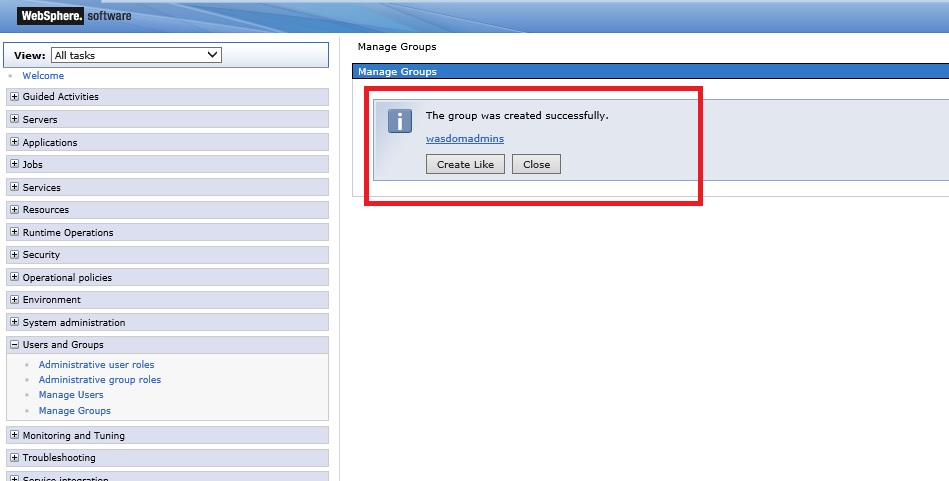 WebSphere. software
View: All tasks
Welcome
Guided Activities
Servers
Applications
Jobs
Services
Resources
Runtime Operations
Security
Operational policies
Environment
System administration
Users and Groups
Administrative user roles
Administrative group roles
Manage Users
Manage Groups
Monitoring and Tuning
Troubleshooting
Service integration
Manage Groups
Manage Groups
The group was created successfully.
wasdomadmins
Create Like Close